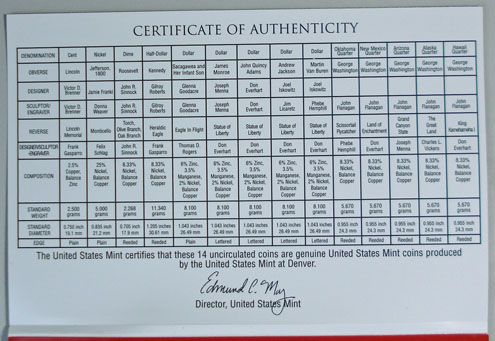 CERTIFICATE OF AUTHENTICITY
DENOMINATION Cent Nickel Dime Half-Dollar Dollar Dollar Dollar Dollar Dollar Oklahoma Quarter New Mexico Quarter Arizona Quarter Alaska Quarter Hawaii Quarter
OBVERSE Lincoln Jefferson, 1800 Roosevelt Kennedy Sacagawea and Her Infant Son James Monroe John Quincy Adams Andrew Jackson Martin Van Buren George Washington George Washington George Washington George Washington George Washington
DESIGNER Victor D. Brenner Jamie Franki John R. Sinnock Gilroy Roberts Glenna Goodacre Joseph Menna Don Everhart Joel Iskowitz Joel Iskowitz John Flanagan John Flanagan John Flanagan John Flanagan John Flanagan
SCULPTOR/ENGRAVER Victor D. Brenner Donna Weaver John R. Sinnock Gilroy Roberts Glenna Goodacre Joseph Menna Don Everhart Jim Licaretz Phebe Hemphill John Flanagan John Flanagan John Flanagan John Flanagan John Flanagan
REVERSE Lincoln Memorial Monticello Torch, Olive Branch, Oak Branch Heraldic Eagle Eagle In Flight Statue of Liberty Statue of Liberty Statue of Liberty Statue of Liberty Scissortail Flycatcher Land of Enchantment Grand Canyon State The Great Land King Kamehameha I
DESIGNER/SCULPTOR ENGRAVER Frank Gasparro Felix Schlag John R. Sinnock Frank Gasparro Thomas D. Rogers Don Everhart Don Everhart Don Everhart Don Everhart Phebe Hemphill Don Everhart Joseph Menna Charles L. Vickers Don Everhart
COMPOSITION 2.5% Copper, Balance Zinc 25% Nickel, Balance Copper 8.33% Nickel, Balance Copper 8.33% Nickel, Balance Copper 6% Zinc, 3.5% Manganese, 2% Nickel, Balance Copper 6% Zinc, 3.5% Manganese, 2% Nickel, Balance Copper 6% Zinc, 3.5% Manganese, 2% Nickel, Balance Copper 6% Zinc, 3.5% Manganese, 2% Nickel, Balance Copper 6% Zinc, 3.5% Manganese, 2% Nickel, Balance Copper 8.33% Nickel, Balance Copper 8.33% Nickel, Balance Copper 8.33% Nickel, Balance Copper 8.33% Nickel, Balance Copper 8.33% Nickel, Balance Copper
STANDARD WEIGHT 2.500 grams 5.000 grams 2.268 grams 11.340 grams 8.100 grams 8.100 grams 8.100 grams 8.100 grams 8.100 grams 5.670 grams 5.670 grams 5.670 grams 5.670 grams 5.670 grams
STANDARD DIAMETER 0.750 inch 19.1 mm 0.835 inch 21.2 mm 0.705 inch 17.9 mm 1.205 inches 30.61 mm 1.043 inches 26.49 mm 1.043 inches 26.49 mm 1.043 inches 26.49 mm 1.043 inches 26.49 mm 1.043 inches 26.49 mm 0.955 inch 24.3 mm 0.955 inch 24.3 mm 0.955 inch 24.3 mm 0.955 inch 24.3 mm 0.955 inch 24.3 mm
EDGE Plain Plain Reeded Reeded Plain Lettered Lettered Lettered Lettered Reeded Reeded Reeded Reeded Reeded
The United States Mint certifies that these 14 uncirculated coins are genuine United States Mint coins produced
by the United States Mint at Denver.
Edmund C. Moy
Director, United States Mint